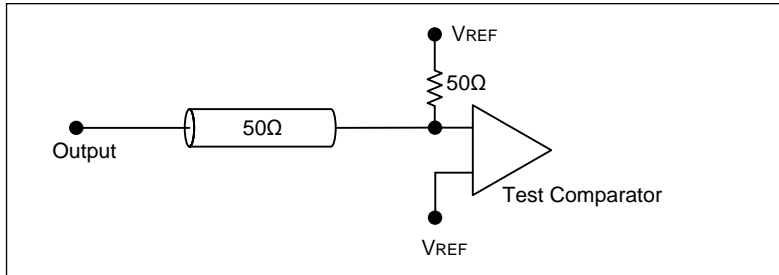 VREF
50Ω
50Ω
Output
Test Comparator
VREF